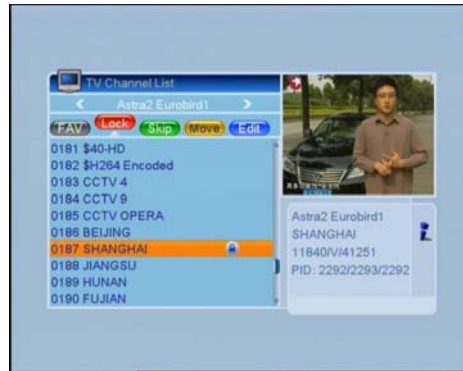 TV Channel List
Astra2 Eurobird1
FAV Lock Skip Move Edit
0181 $40-HD
0182 $H264 Encoded
0183 CCTV 4
0184 CCTV 9
0185 CCTV OPERA
0186 BEIJING
0187 SHANGHAI
0188 JIANGSU
0189 HUNAN
0190 FUJIAN
Astra2 Eurobird1
SHANGHAI
11840/V/41251
PID: 2292/2293/2292